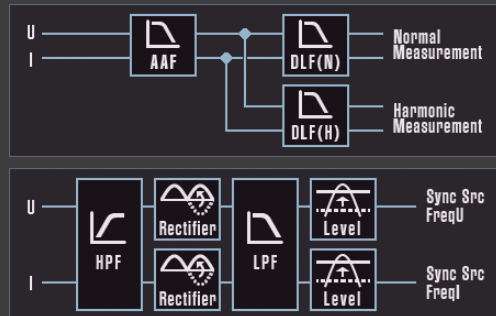 U
I
AAF
DLF(N)
Normal
Measurement
DLF(H)
Harmonic
Measurement
U
I
HPF
Rectifier
Rectifier
LPF
Level
Level
Sync Src
FreqU
Sync Src
FreqI